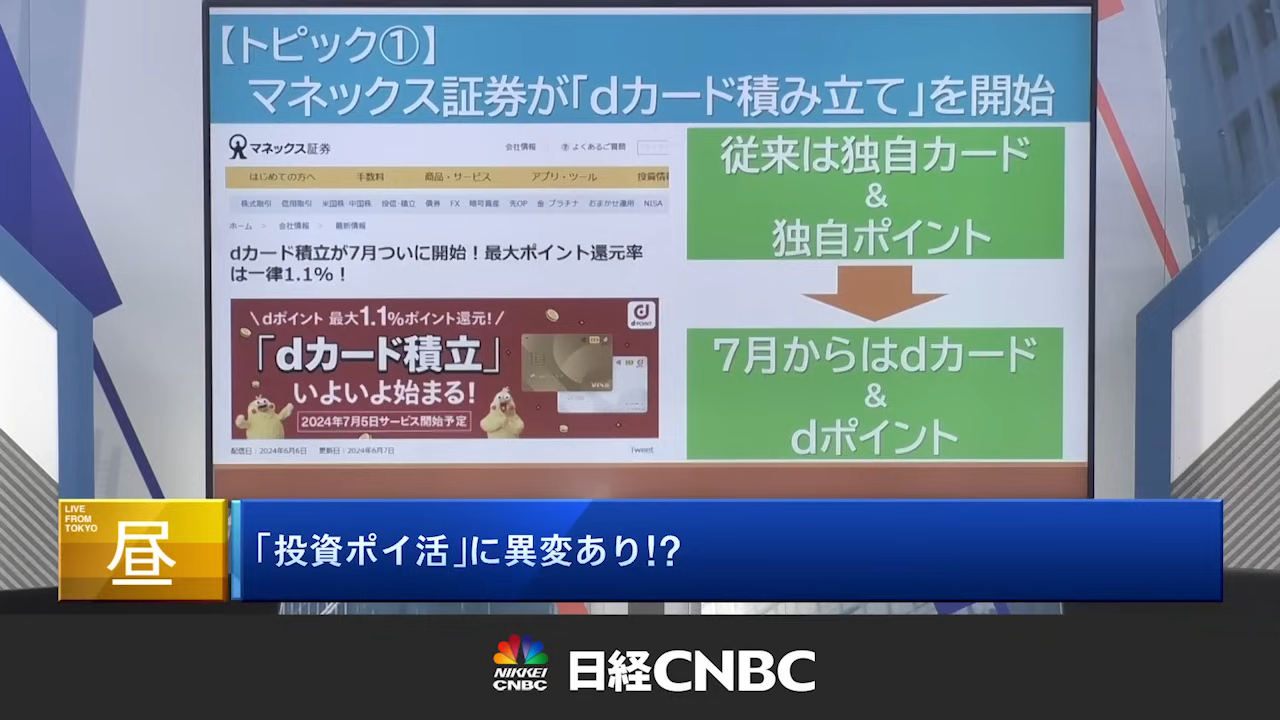 【トピック①】
マネックス証券が「dカード積み立て」を開始
マネックス証券
会社情報
よくあるご質問
はじめての方へ 手数料 商品・サービス アプリ・ツール 投資情報
株式取引 信用取引 米国株・中国株 投信・積立 債券 FX 暗号資産 先OP 金・プラチナ おまかせ運用 NISA
ホーム > 会社情報 > 最新情報
dカード積立が7月ついに開始！最大ポイント還元率
は一律1.1%！
dポイント 最大1.1%ポイント還元！
「dカード積立」
いよいよ始まる！
2024年7月5日サービス開始予定
d POINT
VISA
配信日：2024年6月6日 更新日：2024年6月7日
Tweet
従来は独自カード
&
独自ポイント
7月からはdカード
&
dポイント
LIVE
FROM
TOKYO
昼
「投資ポイ活」に異変あり!?
NIKKEI
CNBC
日経CNBC